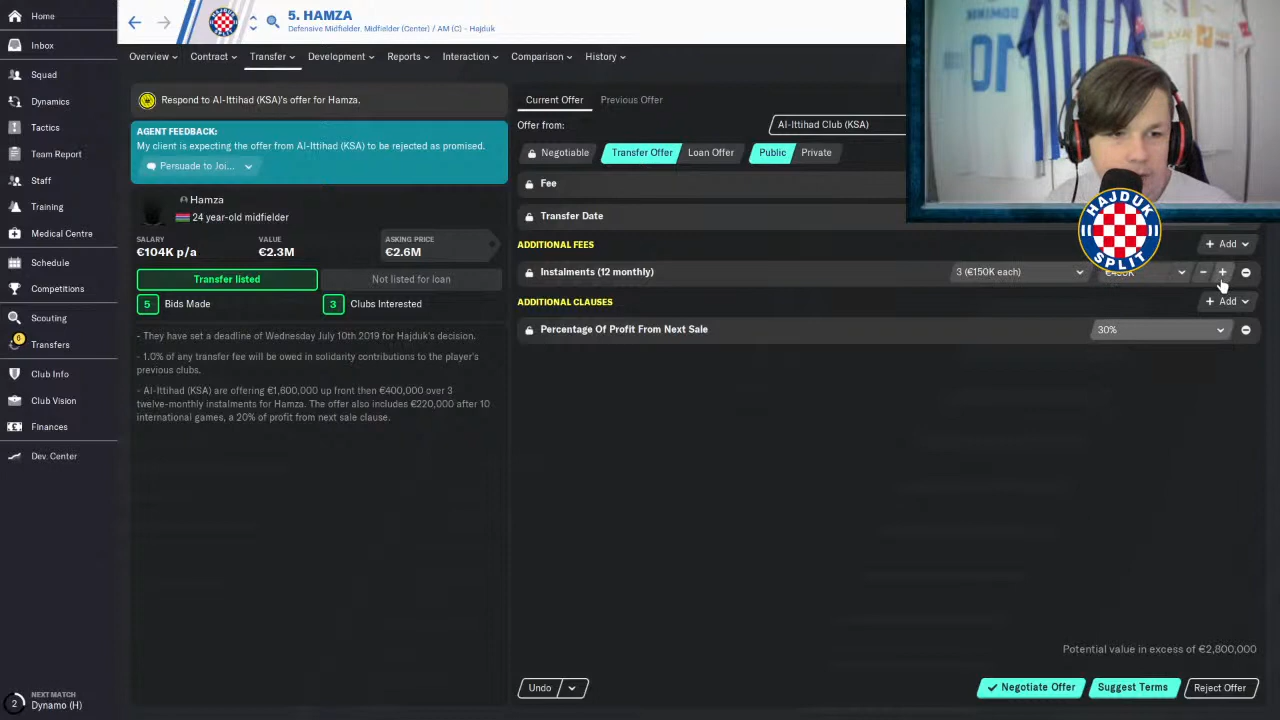 Home
Inbox
Squad
Dynamics
Tactics
Team Report
Staff
Training
Medical Centre
Schedule
Competitions
Scouting
6
Transfers
Club Info
Club Vision
Finances
Dev. Center
2
NEXT MATCH
Dynamo (H)
5. HAMZA
Defensive Midfielder, Midfielder (Center) / AM (C) - Hajduk
Overview
Contract
Transfer
Development
Reports
Interaction
Comparison
History
Respond to Al-Ittihad (KSA)'s offer for Hamza.
AGENT FEEDBACK:
My client is expecting the offer from Al-Ittihad (KSA) to be rejected as promised.
Persuade to Joi...
Hamza
24 year-old midfielder
SALARY
€104K p/a
VALUE
€2.3M
ASKING PRICE
€2.6M
Transfer listed
Not listed for loan
5 Bids Made
3 Clubs Interested
- They have set a deadline of Wednesday July 10th 2019 for Hajduk's decision.
- 1.0% of any transfer fee will be owed in solidarity contributions to the player's
previous clubs.
- Al-Ittihad (KSA) are offering €1,600,000 up front then €400,000 over 3
twelve-monthly instalments for Hamza. The offer also includes €220,000 after 10
international games, a 20% of profit from next sale clause.
Current Offer
Previous Offer
Offer from:
Al-Ittihad Club (KSA)
Negotiable
Transfer Offer
Loan Offer
Public
Private
Fee
Transfer Date
ADDITIONAL FEES
+ Add
Instalments (12 monthly)
3 (€150K each)
€450K
ADDITIONAL CLAUSES
+ Add
Percentage Of Profit From Next Sale
30%
Potential value in excess of €2,800,000
Undo
Negotiate Offer
Suggest Terms
Reject Offer
10
HAJDUK
SPLIT